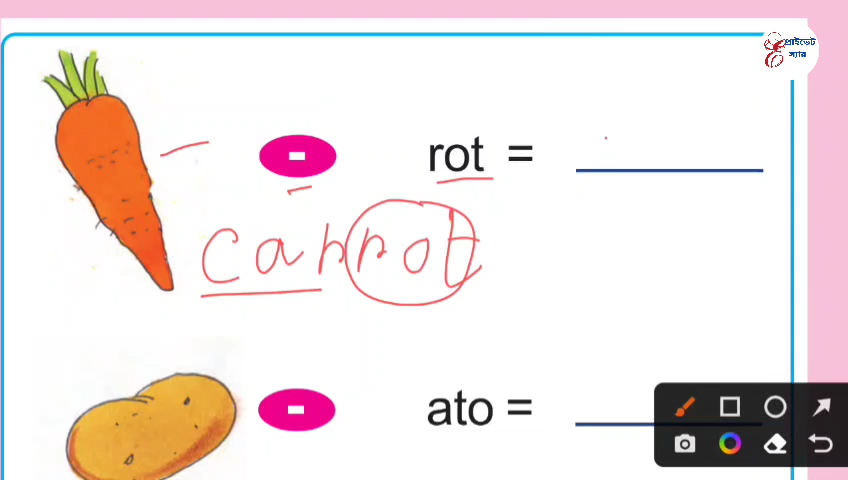 প্রাইভেট
স্যার
- rot = 
carrot
- ato =